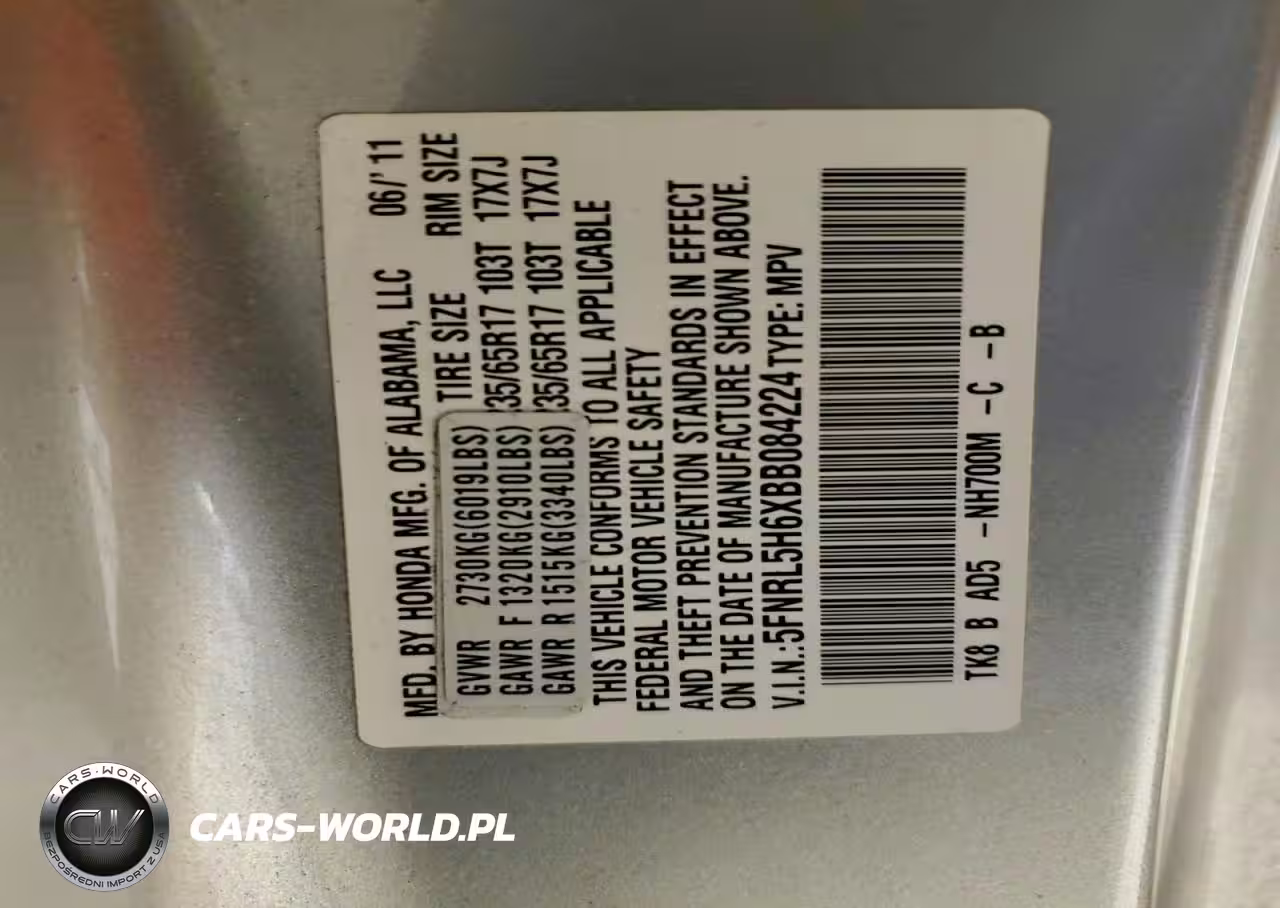 MFD. BY HONDA MFG. OF ALABAMA, LLC 06/'11
TIRE SIZE RIM SIZE
GVWR 2730KG(6019LBS)
GAWR F 1320KG(2910LBS) 35/65R17 103T 17X7J
GAWR R 1515KG(3340LBS) 35/65R17 103T 17X7J
THIS VEHICLE CONFORMS TO ALL APPLICABLE
FEDERAL MOTOR VEHICLE SAFETY
AND THEFT PREVENTION STANDARDS IN EFFECT
ON THE DATE OF MANUFACTURE SHOWN ABOVE.
V.I.N.:5FNRL5H6XBB084224 TYPE: MPV
TK8 B AD5 -NH700M -C -B
CARS-WORLD
CW
BEZPOŚREDNI IMPORT Z USA
CARS-WORLD.PL